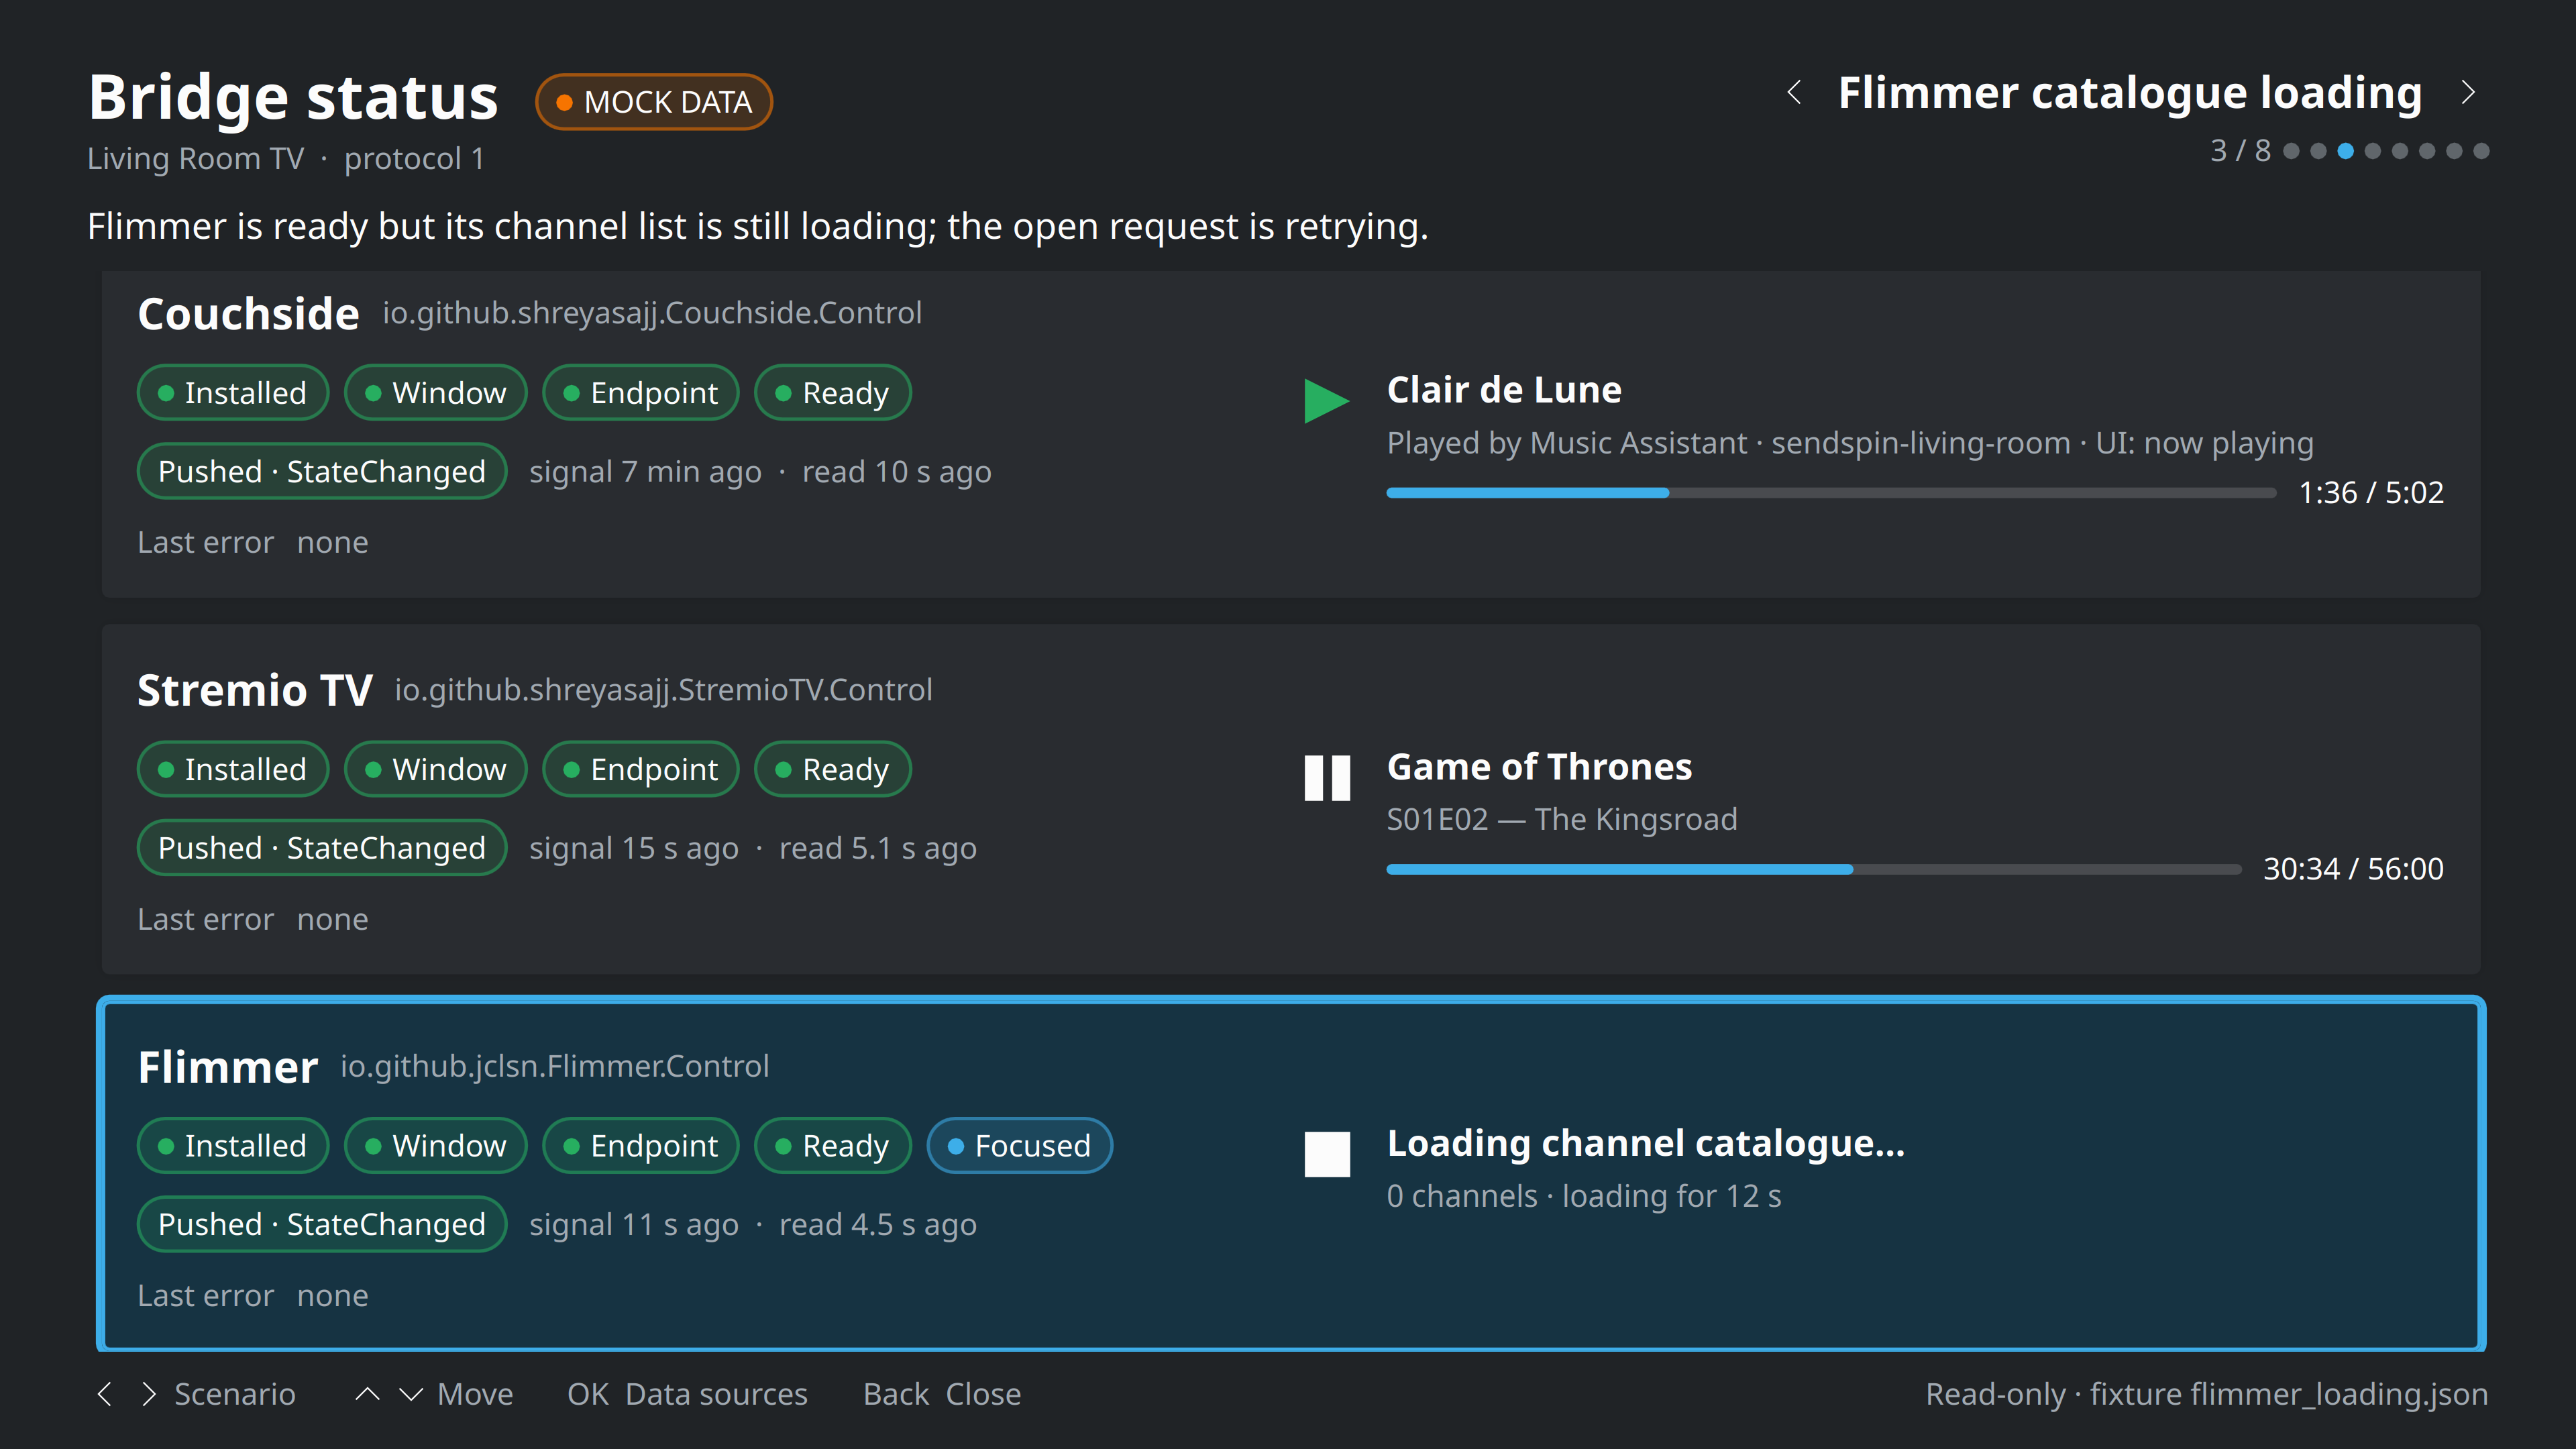 Bridge status
MOCK DATA
Flimmer catalogue loading
Living Room TV · protocol 1
3 / 8
Flimmer is ready but its channel list is still loading; the open request is retrying.
Couchside io.github.shreyasajj.Couchside.Control
Installed Window Endpoint Ready
Pushed · StateChanged signal 7 min ago · read 10 s ago
Last error none
Clair de Lune
Played by Music Assistant · sendspin-living-room · UI: now playing
1:36 / 5:02
Stremio TV io.github.shreyasajj.StremioTV.Control
Installed Window Endpoint Ready
Pushed · StateChanged signal 15 s ago · read 5.1 s ago
Last error none
Game of Thrones
S01E02 — The Kingsroad
30:34 / 56:00
Flimmer io.github.jclsn.Flimmer.Control
Installed Window Endpoint Ready Focused
Pushed · StateChanged signal 11 s ago · read 4.5 s ago
Last error none
Loading channel catalogue...
0 channels · loading for 12 s
Scenario Move OK Data sources Back Close
Read-only · fixture flimmer_loading.json